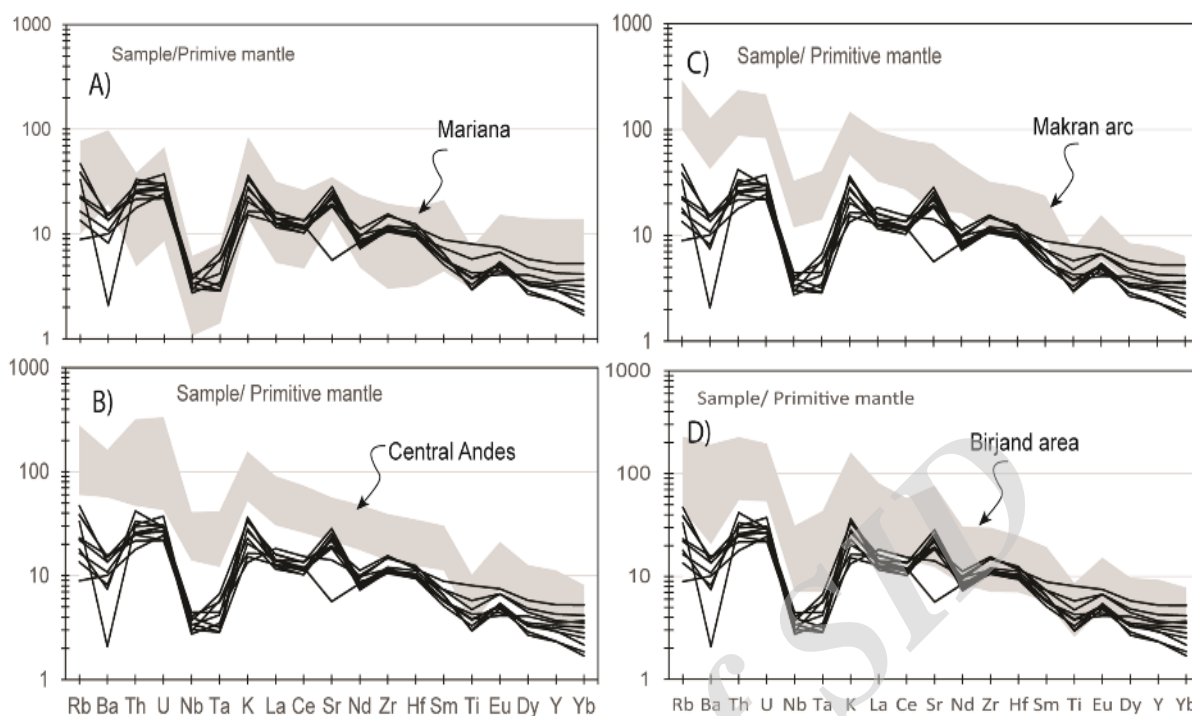 1000
100
10
1
Sample/Primive mantle
A)
Mariana
1000
100
10
1
Sample/ Primitive mantle
C)
Makran arc
1000
100
10
1
Sample/ Primitive mantle
B)
Central Andes
Rb Ba Th U Nb Ta K La Ce Sr Nd Zr Hf Sm Ti Eu Dy Y Yb
1000
100
10
1
Sample/ Primitive mantle
D)
Birjand area
Rb Ba Th U Nb Ta K La Ce Sr Nd Zr Hf Sm Ti Eu Dy Y Yb
f SID